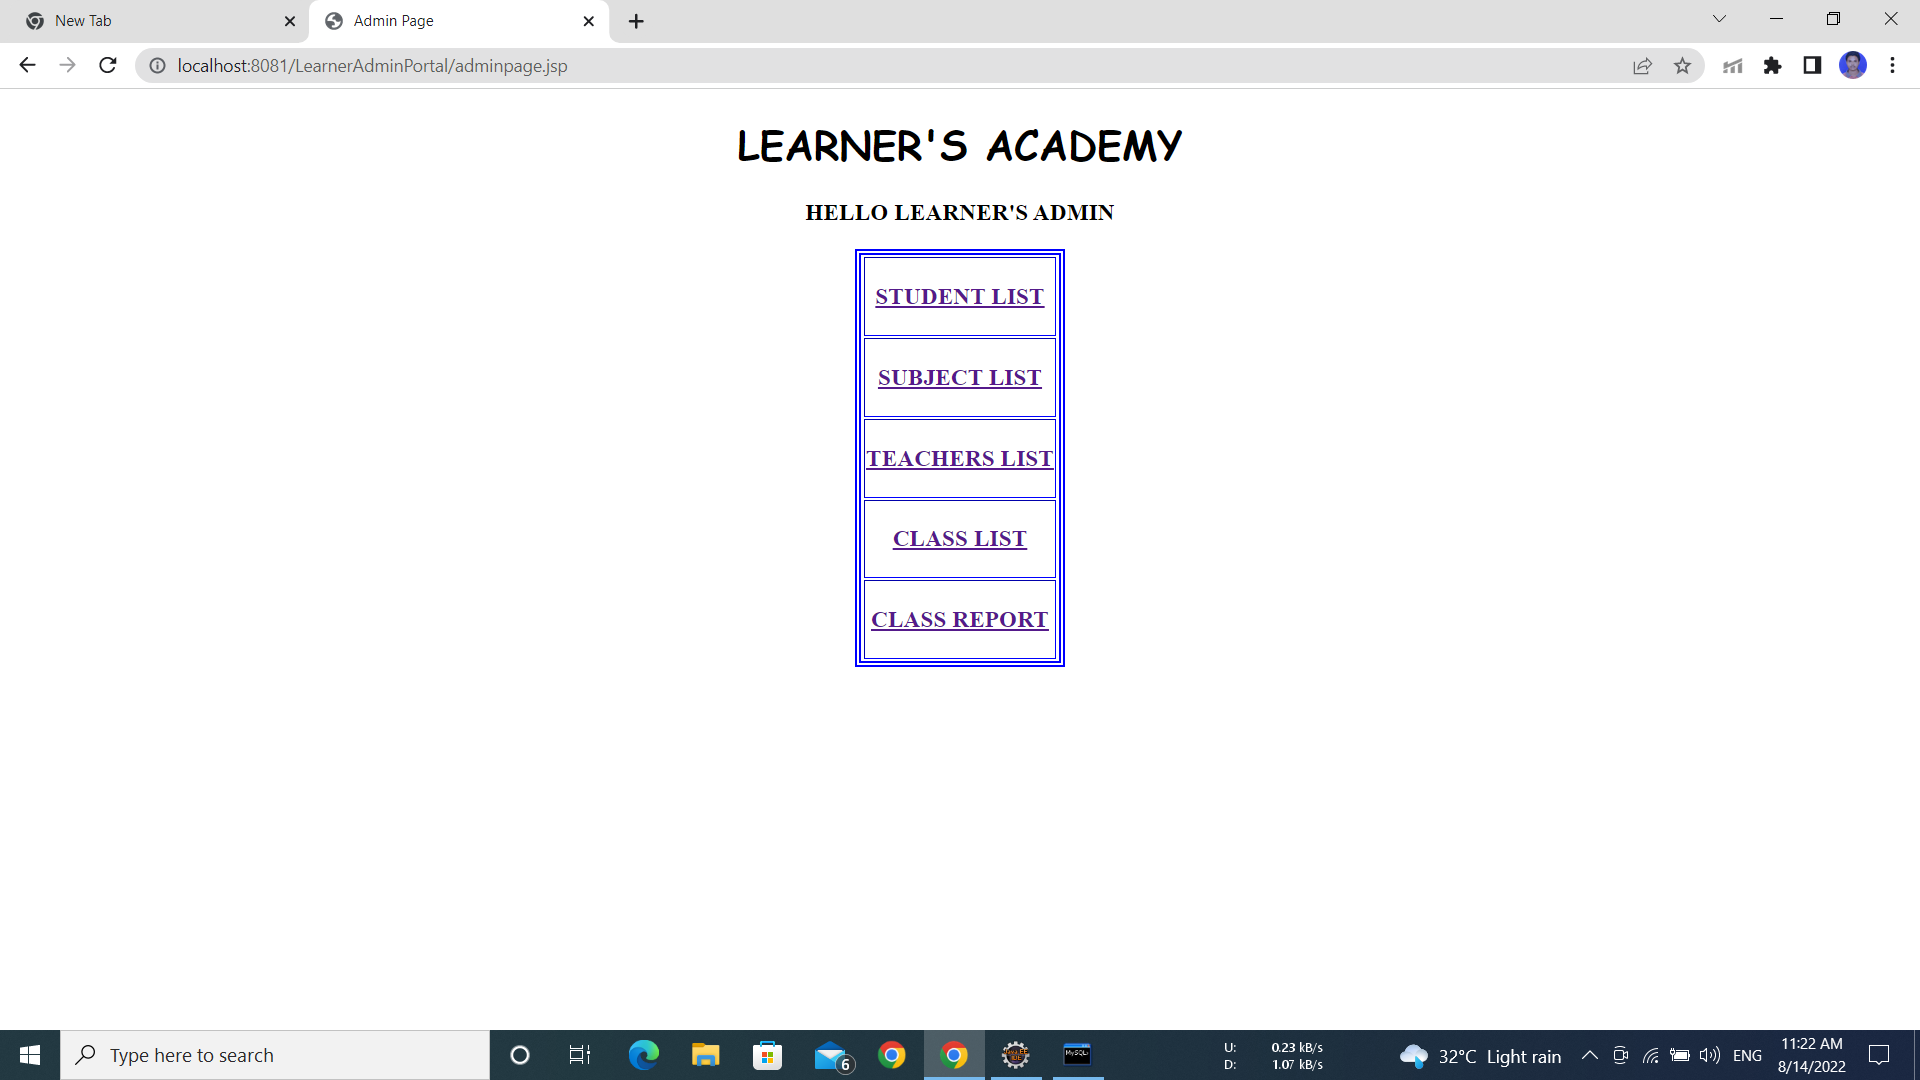 New Tab
Admin Page
localhost:8081/LearnerAdminPortal/adminpage.jsp
LEARNER'S ACADEMY
HELLO LEARNER'S ADMIN
STUDENT LIST
SUBJECT LIST
TEACHERS LIST
CLASS LIST
CLASS REPORT
Type here to search
6
MySQL
U: 0.23 kB/s
D: 1.07 kB/s
32°C Light rain
ENG
11:22 AM
8/14/2022